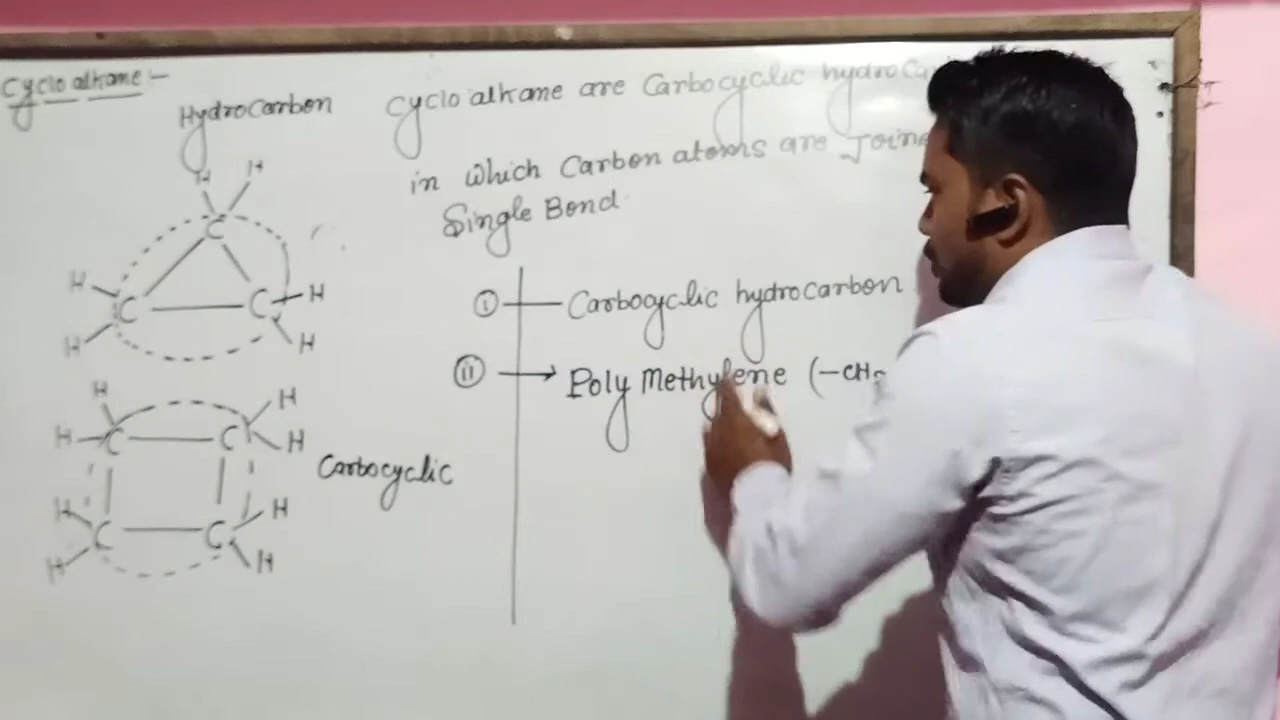 Cyclo alkane :-
Hydrocarbon
Cyclo alkane are Carbocyclic
in which Carbon atoms are
Single Bond.
H H
C
H C C H
H H
(i) Carbocyclic hydrocarbon
(ii) → Poly Methylene (-CH
H H
H C C H
Carbocyclic
H C C H
H H